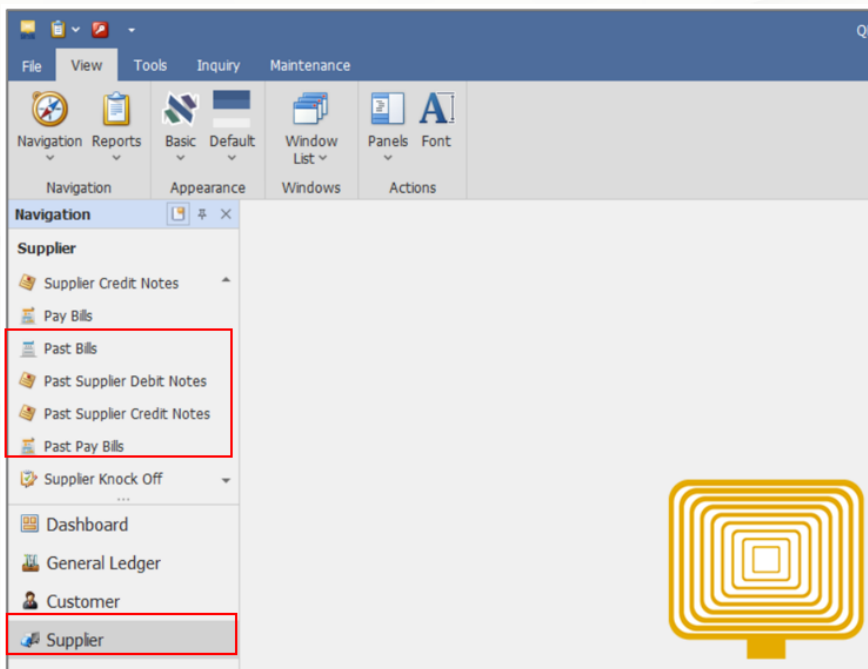 Q
File View Tools Inquiry Maintenance
Navigation Reports Basic Default Window List Panels Font
Navigation Appearance Windows Actions
Navigation
Supplier
Supplier Credit Notes
Pay Bills
Past Bills
Past Supplier Debit Notes
Past Supplier Credit Notes
Past Pay Bills
Supplier Knock Off
...
Dashboard
General Ledger
Customer
Supplier